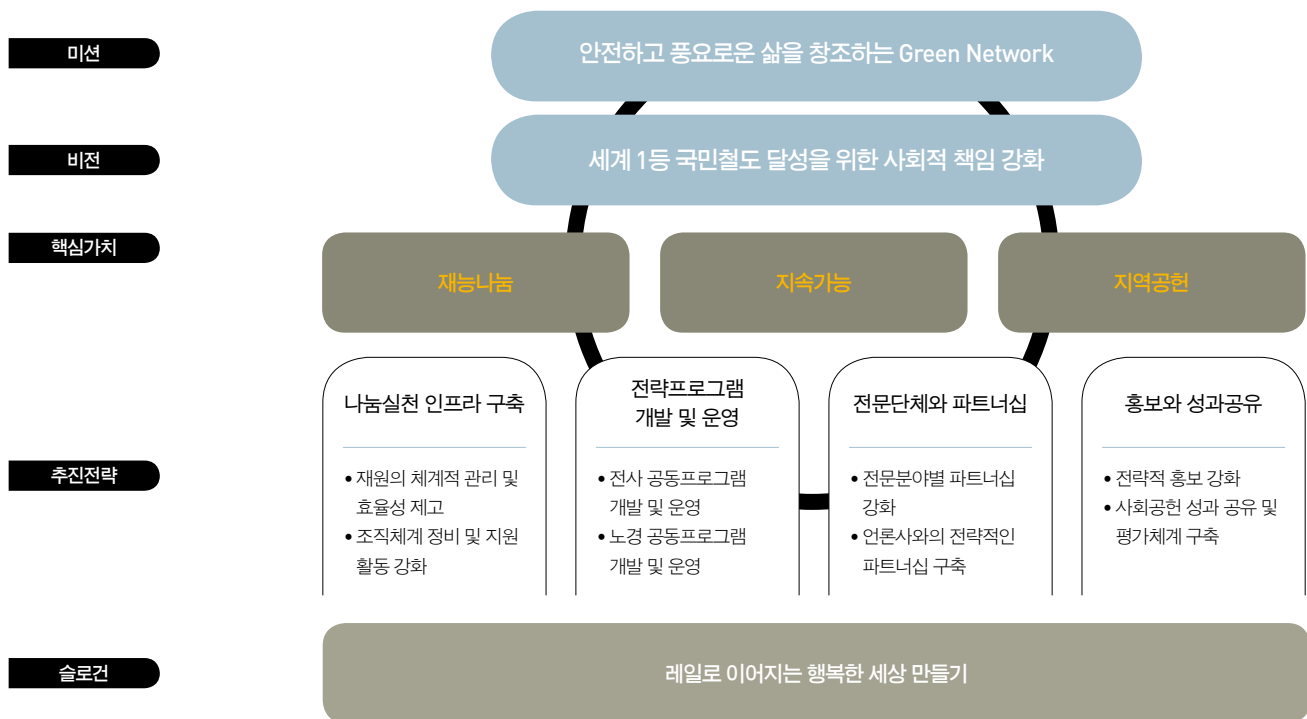 미션
안전하고 풍요로운 삶을 창조하는 Green Network
비전
세계 1등 국민철도 달성을 위한 사회적 책임 강화
핵심가치
재능나눔
지속가능
지역공헌
추진전략
나눔실천 인프라 구축
• 재원의 체계적 관리 및
효율성 제고
• 조직체계 정비 및 지원
활동 강화
전략프로그램
개발 및 운영
• 전사 공동프로그램
개발 및 운영
• 노경 공동프로그램
개발 및 운영
전문단체와 파트너십
• 전문분야별 파트너십
강화
• 언론사와의 전략적인
파트너십 구축
홍보와 성과공유
• 전략적 홍보 강화
• 사회공헌 성과 공유 및
평가체계 구축
슬로건
레일로 이어지는 행복한 세상 만들기